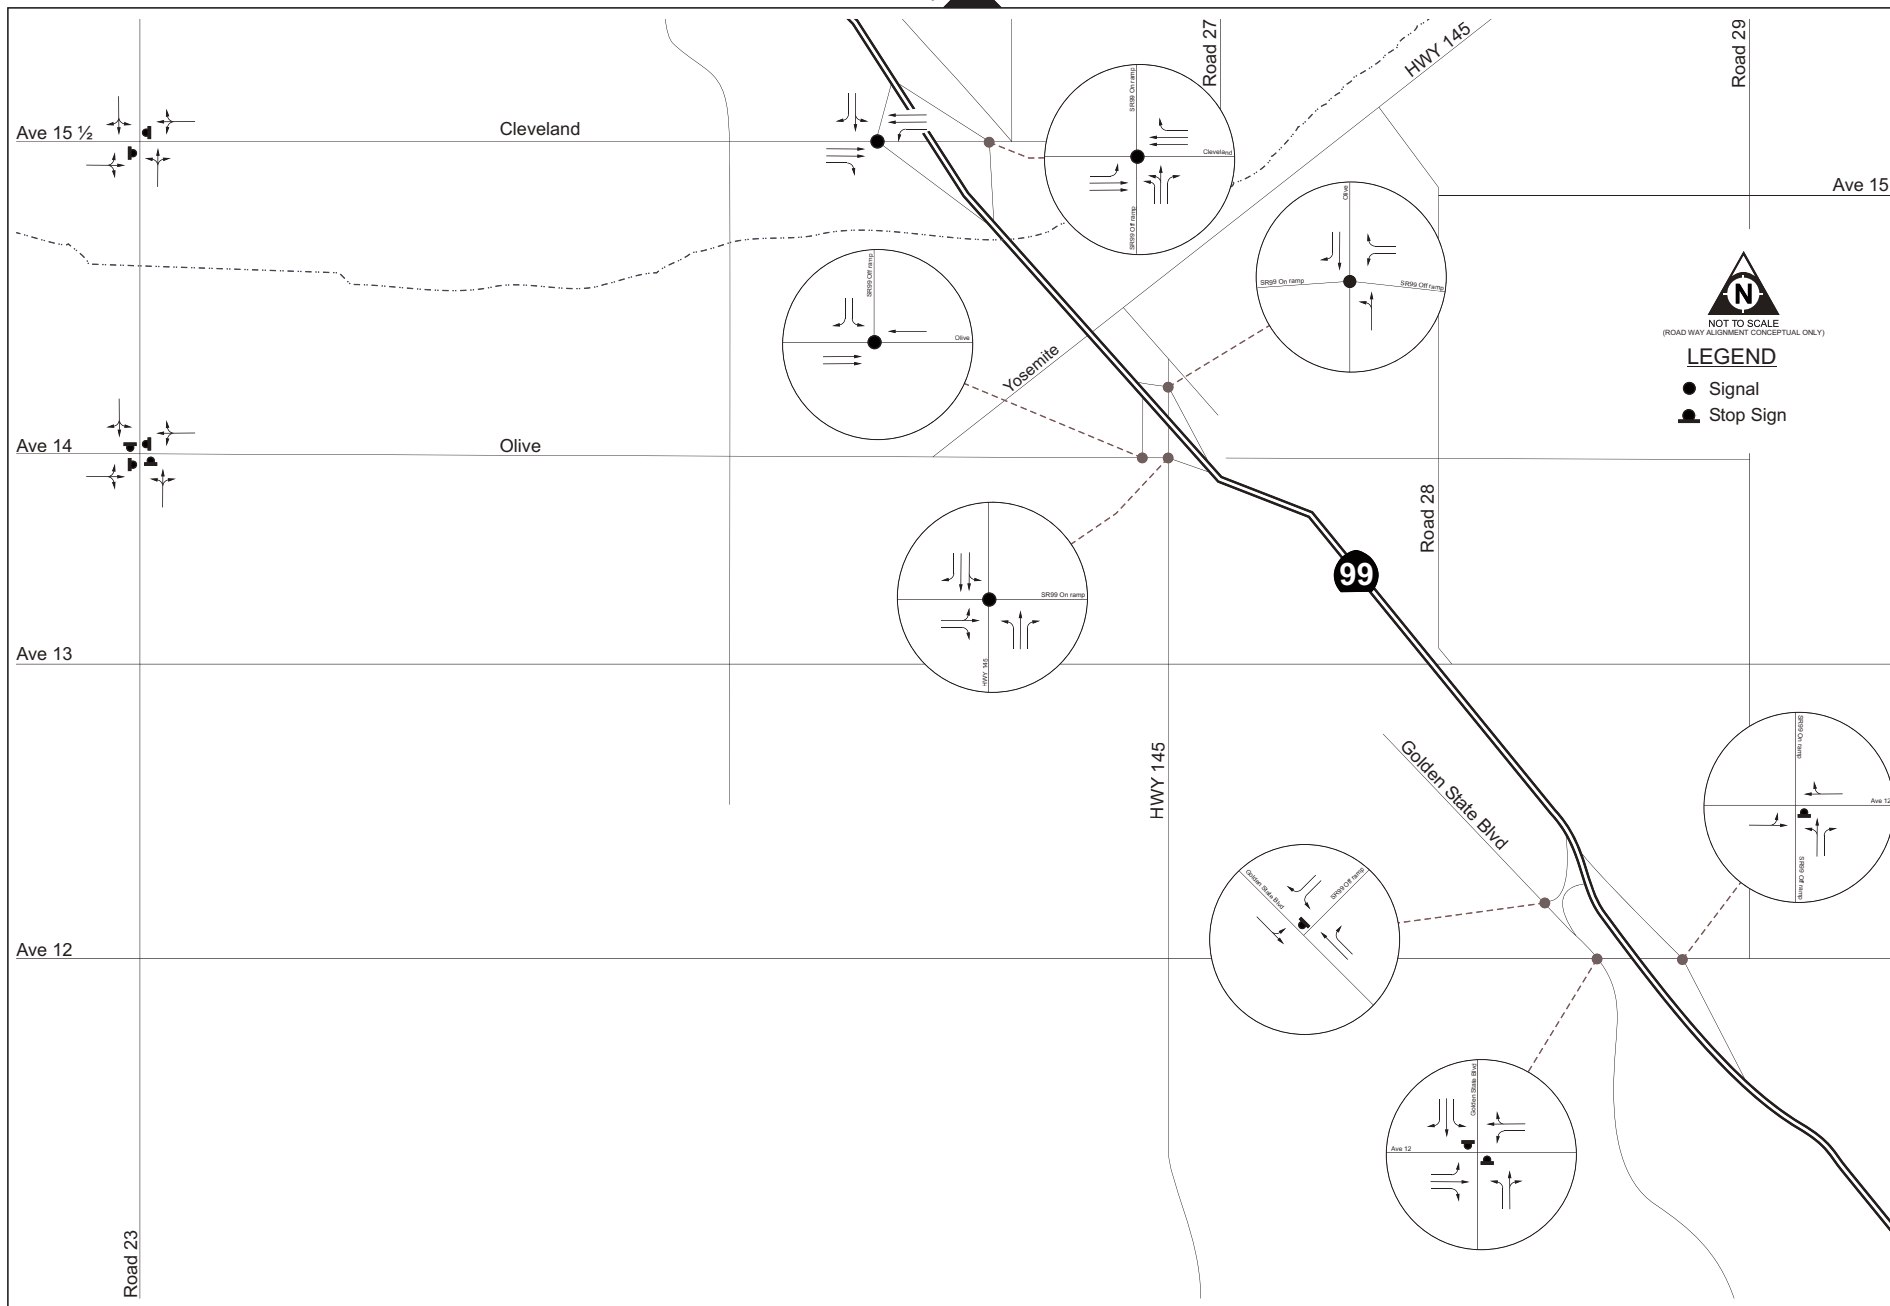 Road 27
HWY 145
Road 29
Ave 15 ½
Cleveland
SR99 On ramp
Cleveland
SR99 Off ramp
Ave 15
Olive
SR99 On ramp
SR99 Off ramp
N
NOT TO SCALE
(ROAD WAY ALIGNMENT CONCEPTUAL ONLY)
LEGEND
Signal
Stop Sign
SR99 Off ramp
Olive
Yosemite
Ave 14
Olive
Road 28
99
SR99 On ramp
HWY 145
Ave 13
HWY 145
Golden State Blvd
SR99 On ramp
Ave 12
SR99 Off ramp
Golden State Blvd
SR99 Off ramp
Ave 12
Golden State Blvd
Ave 12
Road 23